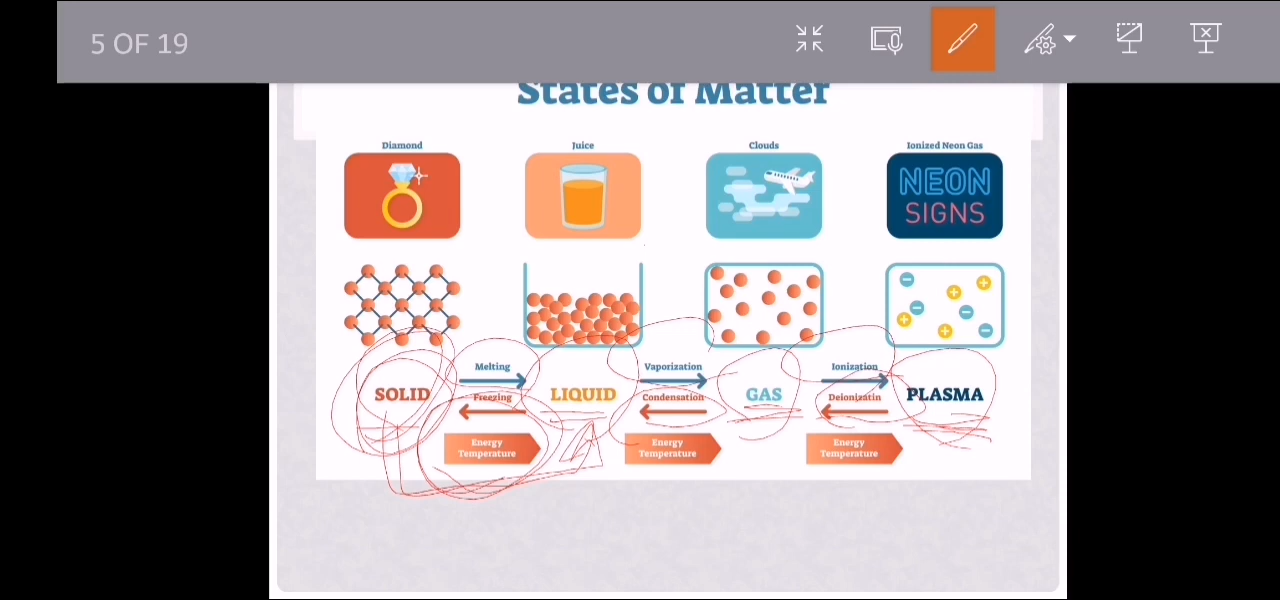 5 OF 19
States of Matter
Diamond
Juice
Clouds
Ionized Neon Gas
NEON
SIGNS
Melting
Vaporization
Ionization
SOLID
LIQUID
GAS
PLASMA
Freezing
Condensation
Deionizatin
Energy
Temperature
Energy
Temperature
Energy
Temperature